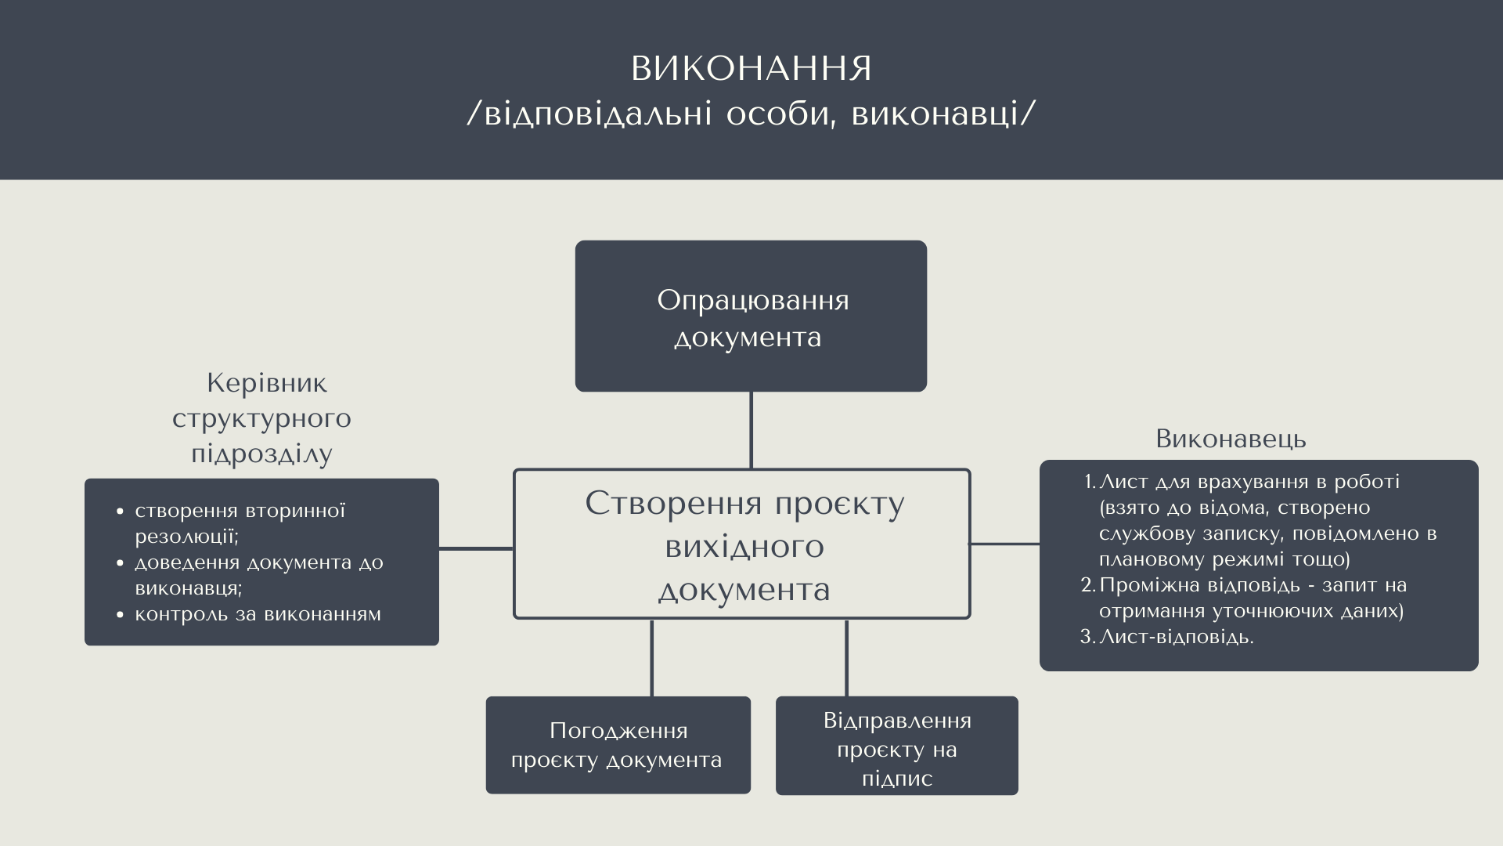 ВИКОНАННЯ
/відповідальні особи, виконавці/
Опрацювання
документа
Керівник
структурного
підрозділу
• створення вторинної
резолюції;
• доведення документа до
виконавця;
• контроль за виконанням
Створення проєкту
вихідного
документа
Виконавець
1. Лист для врахування в роботі
(взято до відома, створено
службову записку, повідомлено в
плановому режимі тощо)
2. Проміжна відповідь - запит на
отримання уточнюючих даних)
3. Лист-відповідь.
Погодження
проєкту документа
Відправлення
проєкту на
підпис